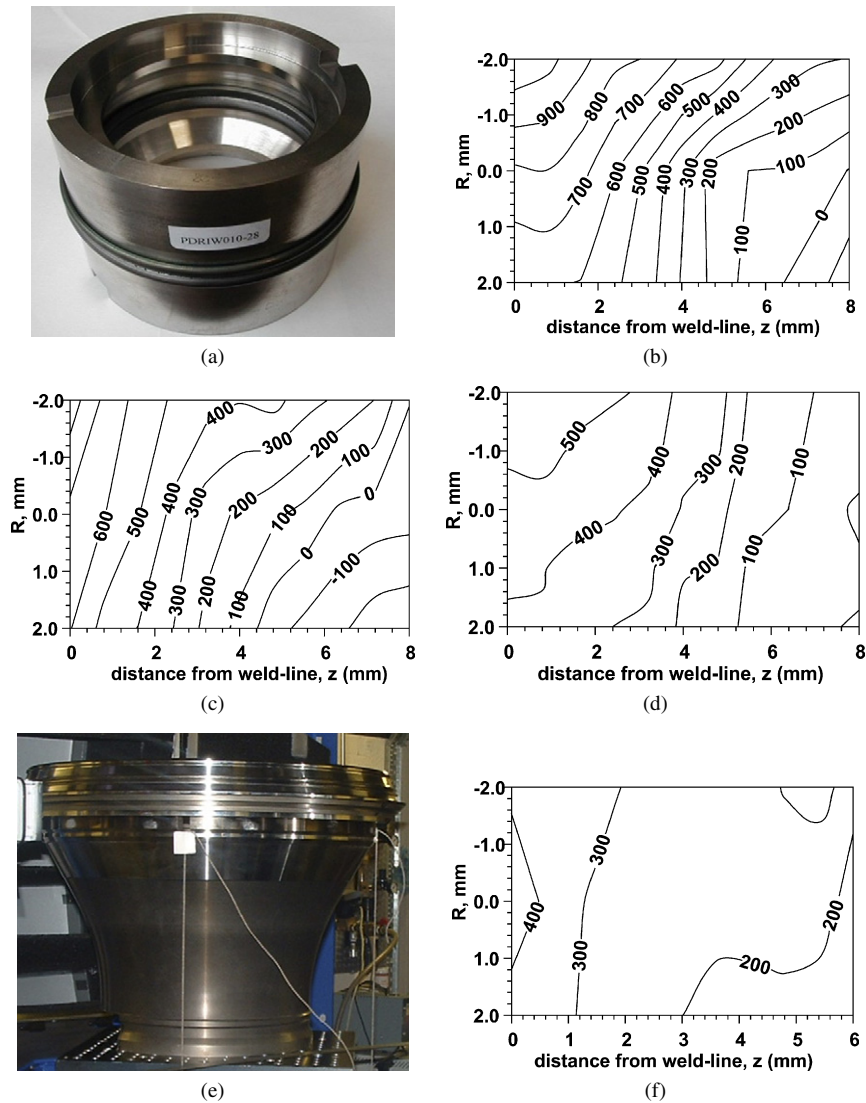 PDRIW010-28
(a)
-2.0
-1.0
0.0
1.0
2.0
R, mm
0 2 4 6 8
distance from weld-line, z (mm)
900 800 700 600 500 400 300
200
100
700 600 500 400 300 200
100 0
(b)
-2.0
-1.0
0.0
1.0
2.0
R, mm
0 2 4 6 8
distance from weld-line, z (mm)
400
300 200 100
600 500 400 300 200 100 0
0 -100
400 300 200 100
(c)
-2.0
-1.0
0.0
1.0
2.0
R, mm
0 2 4 6 8
distance from weld-line, z (mm)
500 400 300 200 100
400 300 200 100
(d)
(e)
-2.0
-1.0
0.0
1.0
2.0
R, mm
0 1 2 3 4 5 6
distance from weld-line, z (mm)
300
400 200
300 200
(f)